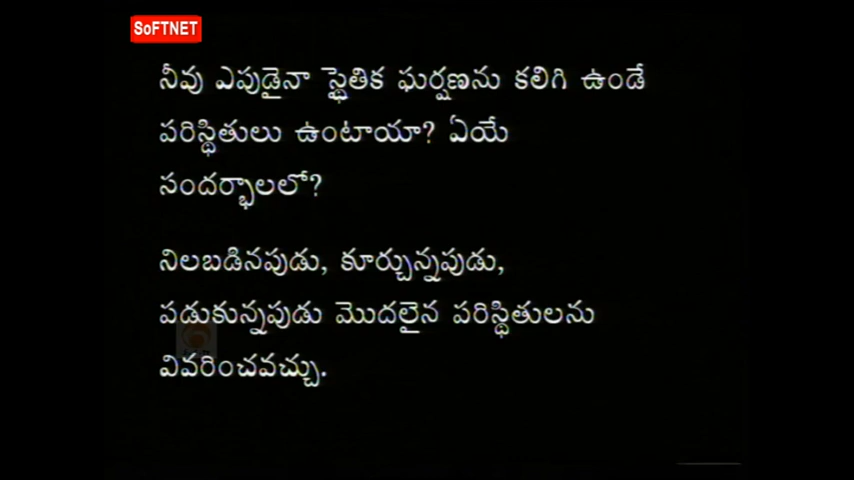 SoFTNET
నీవు ఎపుడైనా స్థైతిక ఘర్షణను కలిగి ఉండే
పరిస్థితులు ఉంటాయా? ఏయే
సందర్భాలలో?
నిలబడినపుడు, కూర్చున్నపుడు,
పడుకున్నపుడు మొదలైన పరిస్థితులను
వివరించవచ్చు.